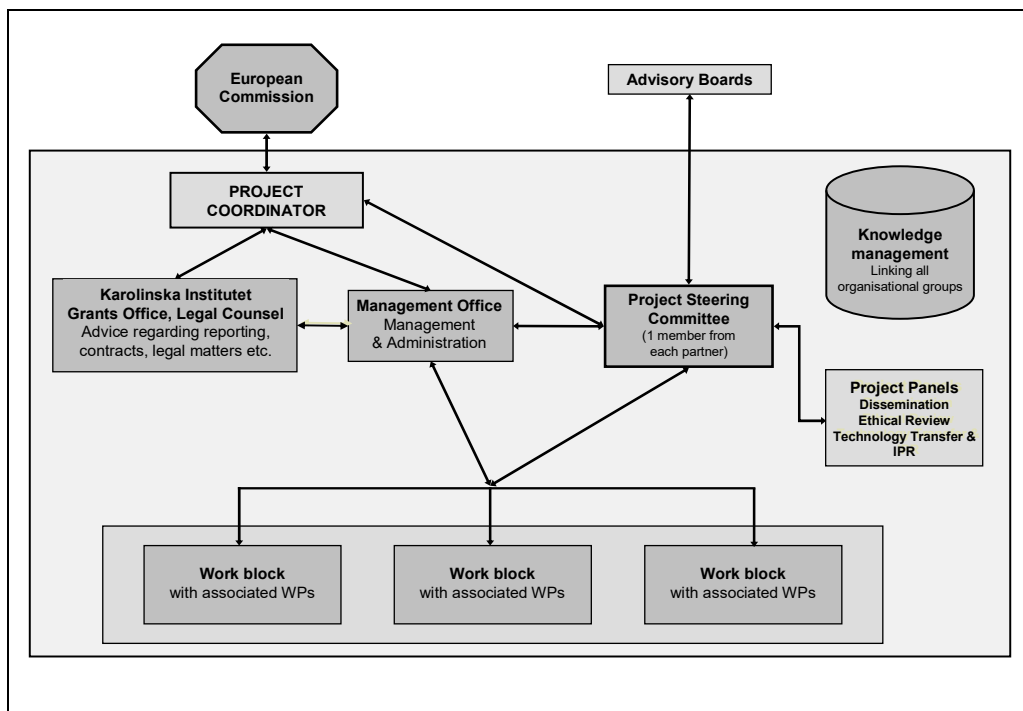 European
Commission
Advisory Boards
PROJECT
COORDINATOR
Knowledge
management
Linking all
organisational groups
Karolinska Institutet
Grants Office, Legal Counsel
Advice regarding reporting,
contracts, legal matters etc.
Management Office
Management
& Administration
Project Steering
Committee
(1 member from
each partner)
Project Panels
Dissemination
Ethical Review
Technology Transfer &
IPR
Work block
with associated WPs
Work block
with associated WPs
Work block
with associated WPs